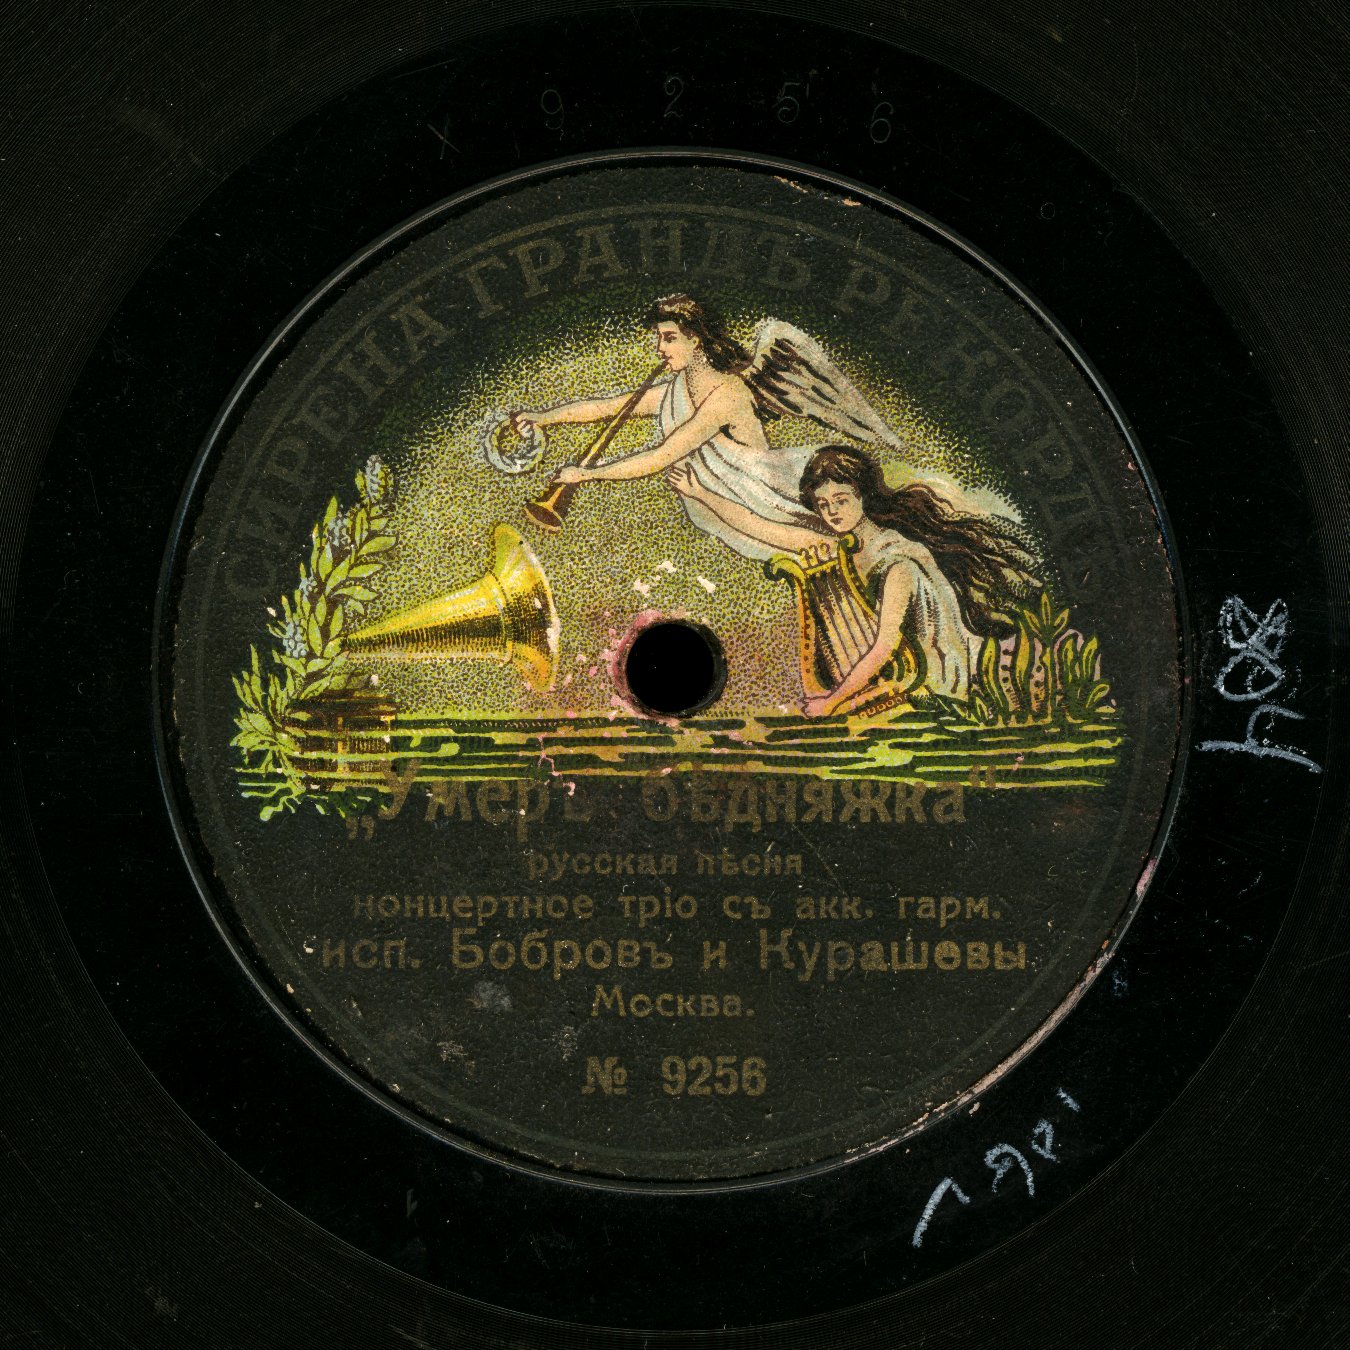 x 9 2 5 6
СИРЕНА ГРАНДЪ РЕКОРДЪ
„Умеръ бѣдняжка“
русская пѣсня
концертное тріо съ акк. гарм.
исп. Бобровъ и Курашевы
Москва.
№ 9256